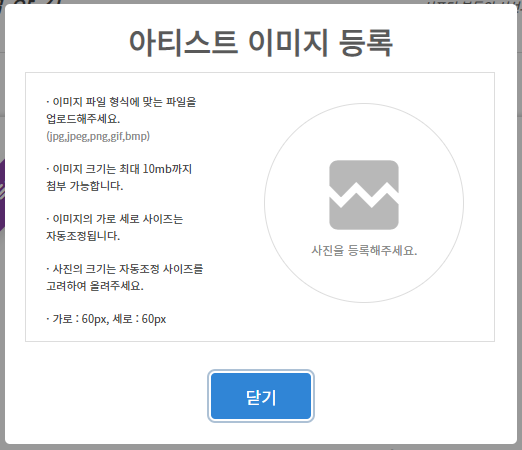 아티스트 이미지 등록
· 이미지 파일 형식에 맞는 파일을
업로드해주세요.
(jpg,jpeg,png,gif,bmp)
· 이미지 크기는 최대 10mb까지
첨부 가능합니다.
· 이미지의 가로 세로 사이즈는
자동조정됩니다.
· 사진의 크기는 자동조정 사이즈를
고려하여 올려주세요.
· 가로 : 60px, 세로 : 60px
사진을 등록해주세요.
닫기